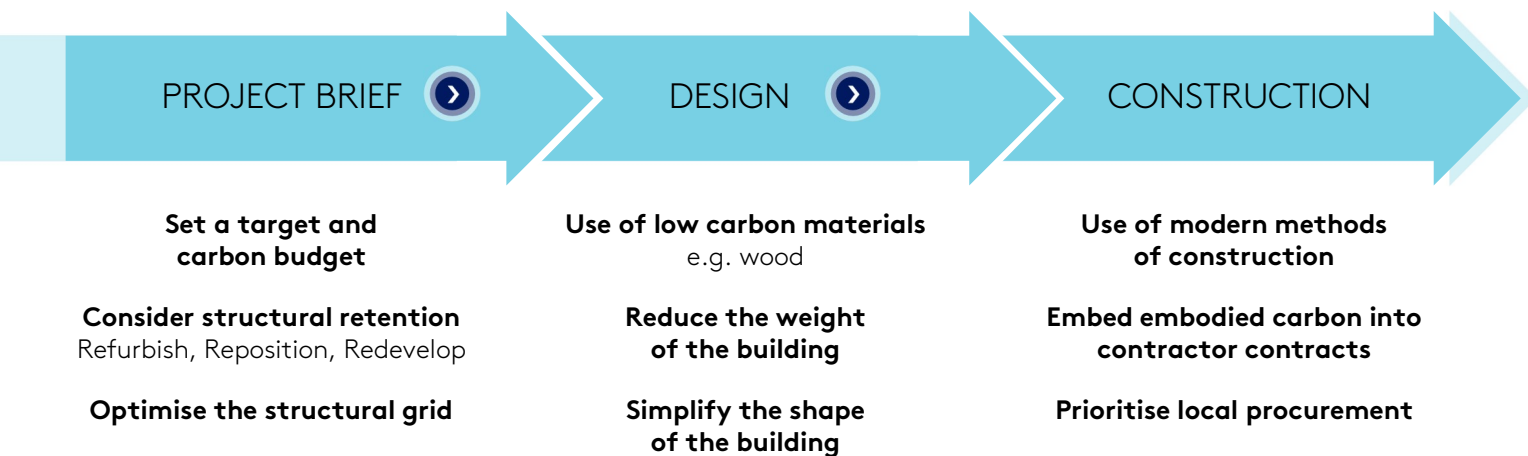 PROJECT BRIEF
Set a target and
carbon budget
Consider structural retention
Refurbish, Reposition, Redevelop
Optimise the structural grid
DESIGN
Use of low carbon materials
e.g. wood
Reduce the weight
of the building
Simplify the shape
of the building
CONSTRUCTION
Use of modern methods
of construction
Embed embodied carbon into
contractor contracts
Prioritise local procurement